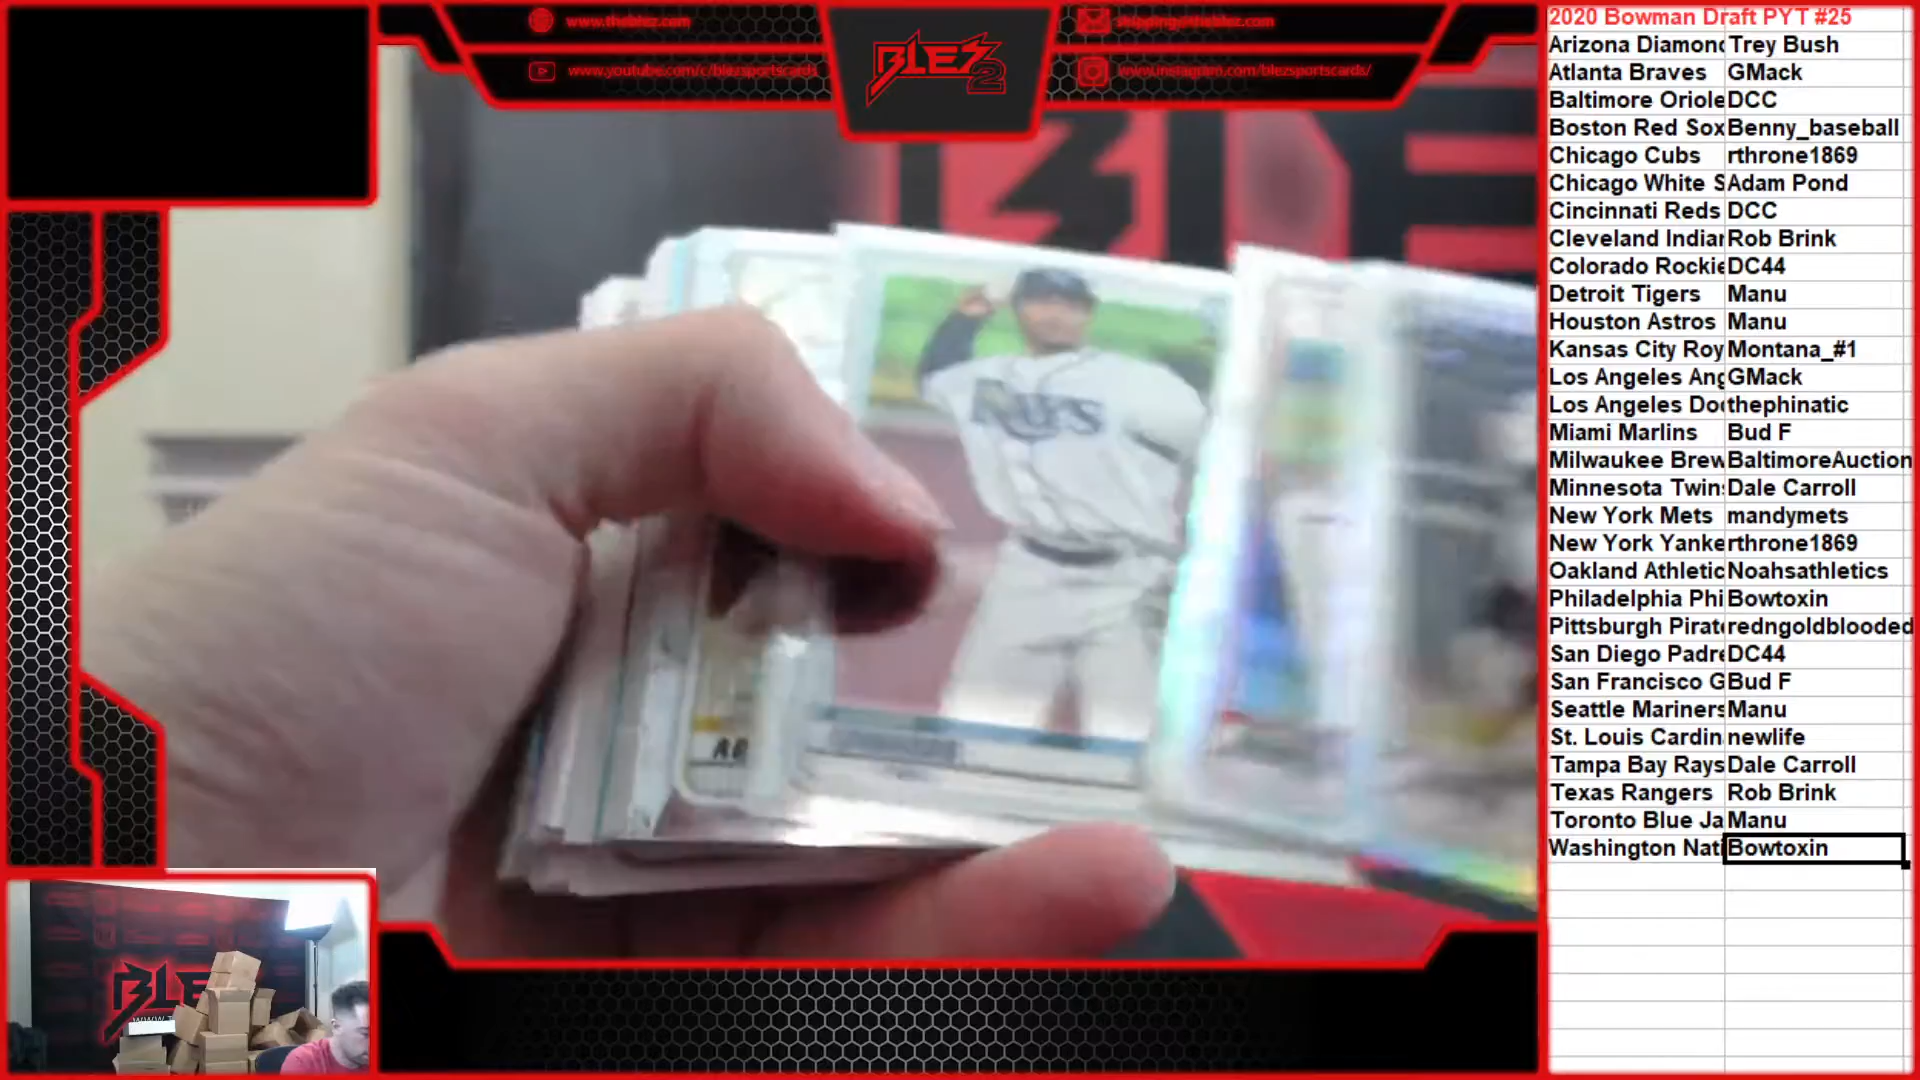 www.theblez.com
shipping@theblez.com
www.youtube.com/c/blezsportscards
www.instagram.com/blezsportscards/
BLEZ
2
RAYS
BLEZ
2020 Bowman Draft PYT #25
Arizona Diamond Trey Bush
Atlanta Braves GMack
Baltimore Oriole DCC
Boston Red Sox Benny_baseball
Chicago Cubs rthrone1869
Chicago White S Adam Pond
Cincinnati Reds DCC
Cleveland Indian Rob Brink
Colorado Rockie DC44
Detroit Tigers Manu
Houston Astros Manu
Kansas City Roy Montana_#1
Los Angeles Ang GMack
Los Angeles Dod thephinatic
Miami Marlins Bud F
Milwaukee Brew BaltimoreAuction
Minnesota Twins Dale Carroll
New York Mets mandymets
New York Yanke rthrone1869
Oakland Athletic Noahsathletics
Philadelphia Phi Bowtoxin
Pittsburgh Pirate redngoldblooded
San Diego Padre DC44
San Francisco G Bud F
Seattle Mariners Manu
St. Louis Cardin newlife
Tampa Bay Rays Dale Carroll
Texas Rangers Rob Brink
Toronto Blue Ja Manu
Washington Nati Bowtoxin